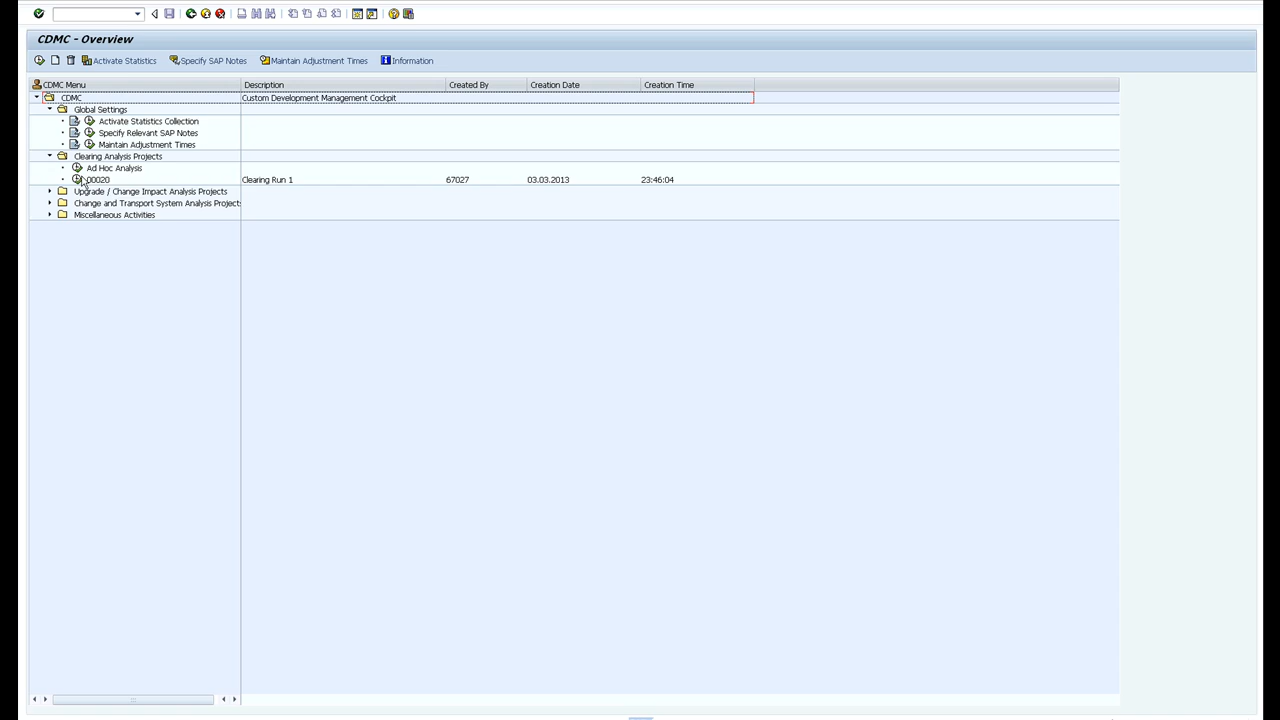 CDMC - Overview
Activate Statistics Specify SAP Notes Maintain Adjustment Times Information
CDMC Menu Description Created By Creation Date Creation Time
CDMC Custom Development Management Cockpit
Global Settings
Activate Statistics Collection
Specify Relevant SAP Notes
Maintain Adjustment Times
Clearing Analysis Projects
Ad Hoc Analysis
00020 Clearing Run 1 67027 03.03.2013 23:46:04
Upgrade / Change Impact Analysis Projects
Change and Transport System Analysis Project
Miscellaneous Activities